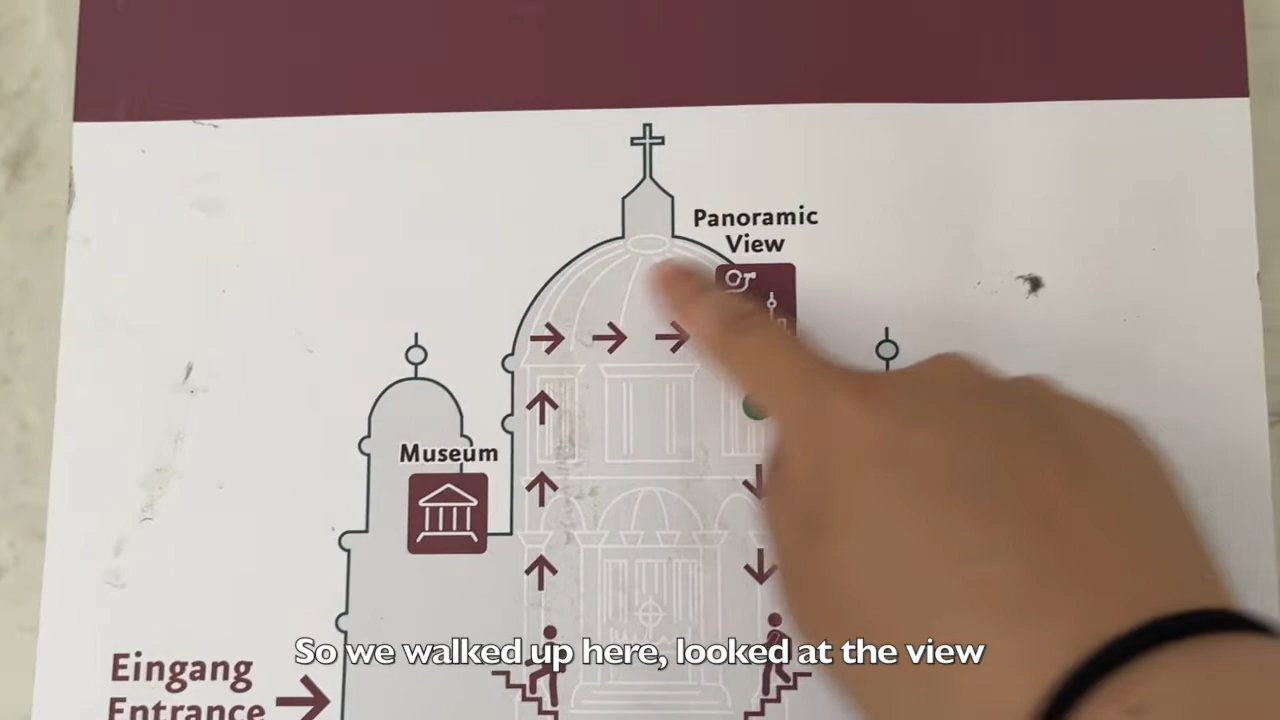 Panoramic
View
Museum
Eingang
Entrance
So we walked up here, looked at the view